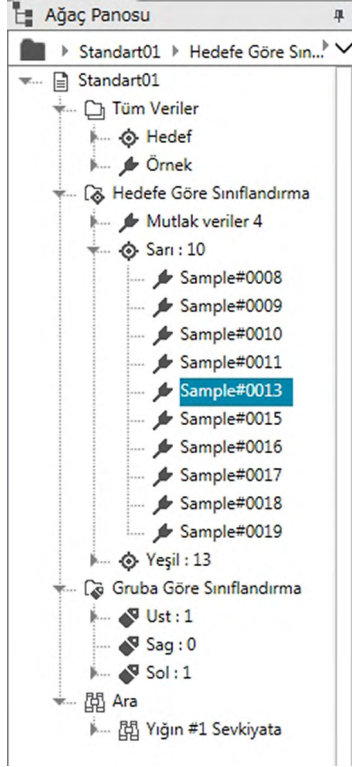 Ağaç Panosu
Standart01 Hedefe Göre Sın...
Standart01
Tüm Veriler
Hedef
Örnek
Hedefe Göre Sınıflandırma
Mutlak veriler 4
Sarı : 10
Sample#0008
Sample#0009
Sample#0010
Sample#0011
Sample#0013
Sample#0015
Sample#0016
Sample#0017
Sample#0018
Sample#0019
Yeşil : 13
Gruba Göre Sınıflandırma
Ust : 1
Sag : 0
Sol : 1
Ara
Yığın #1 Sevkiyata